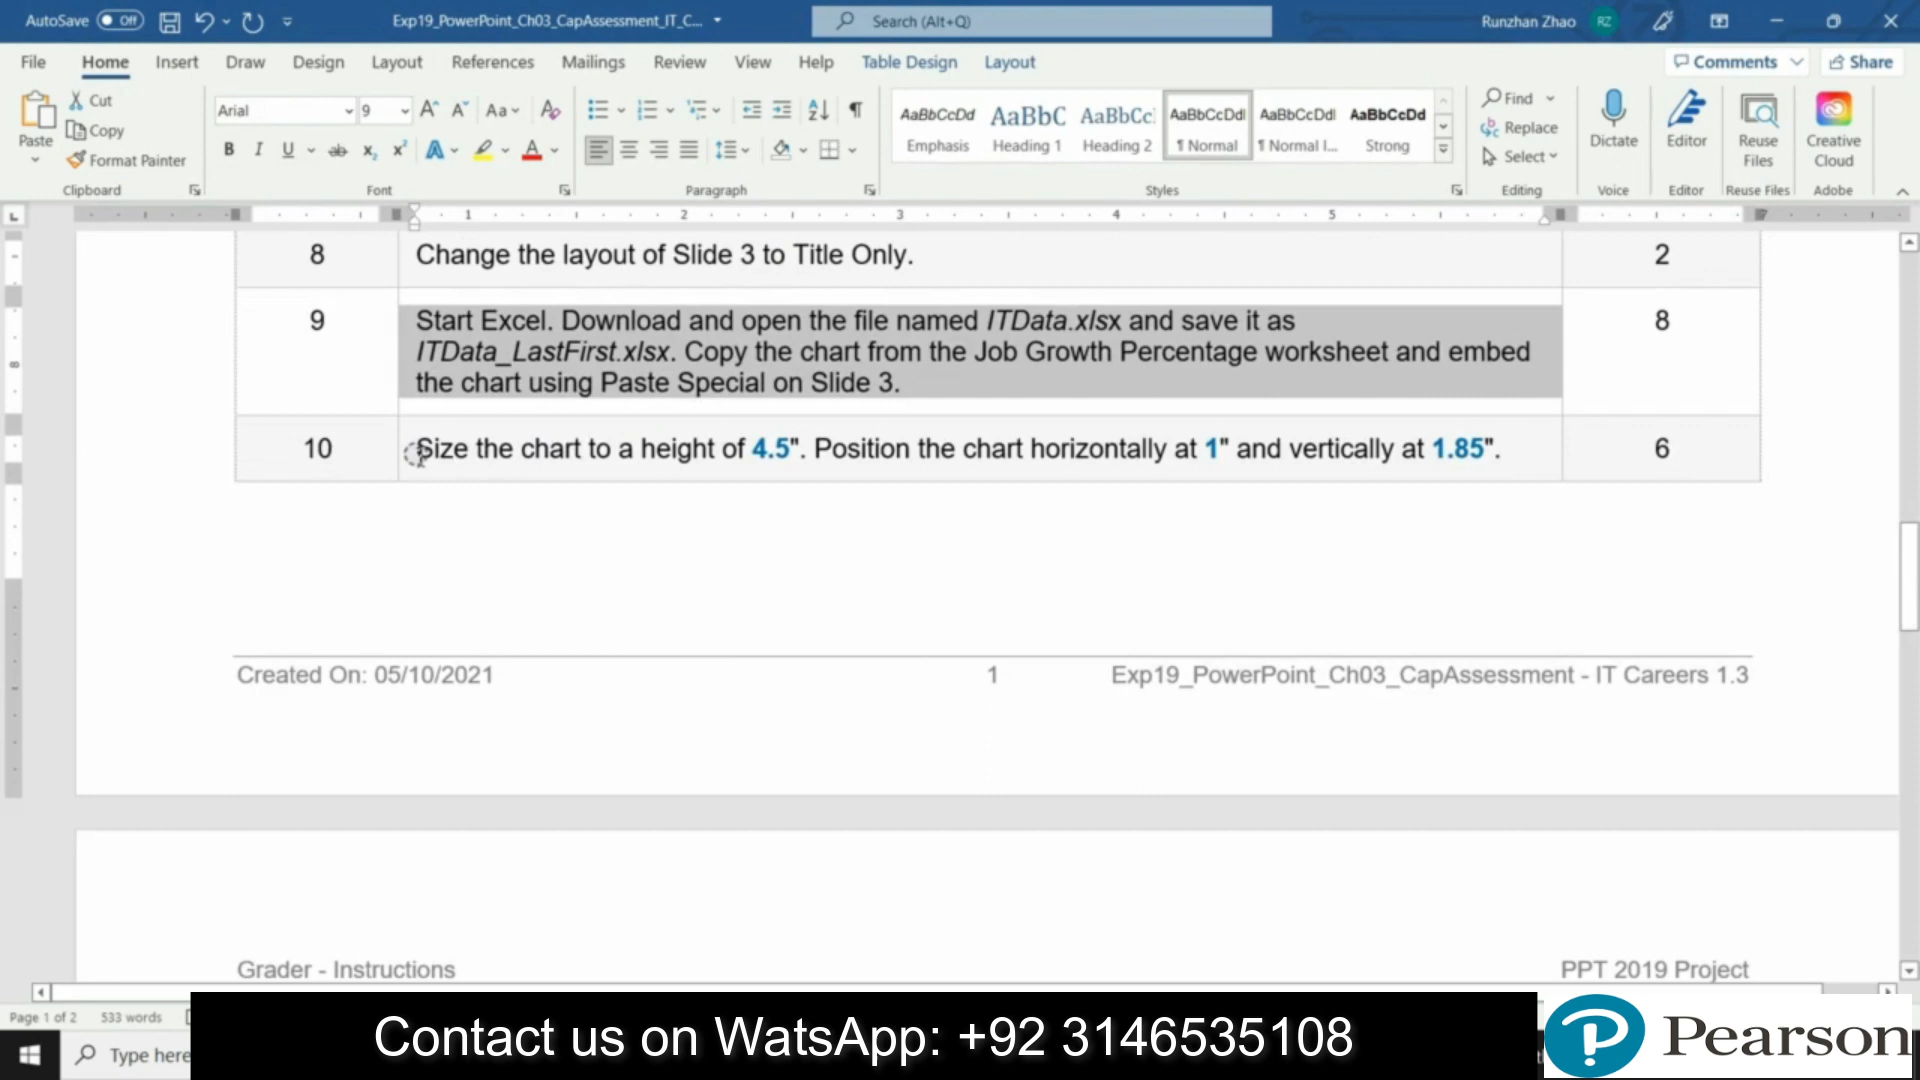 AutoSave Off Exp19_PowerPoint_Ch03_CapAssessment_IT_C... Search (Alt+Q) Runzhan Zhao RZ
File Home Insert Draw Design Layout References Mailings Review View Help Table Design Layout Comments Share
Paste
Cut
Copy
Format Painter
Clipboard
Arial 9
Font
Paragraph
AaBbCcDd AaBbC AaBbCc AaBbCcDdI AaBbCcDdI AaBbCcDd
Emphasis Heading 1 Heading 2 ¶ Normal ¶ Normal I... Strong
Styles
Find
Replace
Select
Editing
Dictate
Voice
Editor
Editor
Reuse Files
Reuse Files
Creative Cloud
Adobe
1 2 3 4 5 7
8 Change the layout of Slide 3 to Title Only. 2
9 Start Excel. Download and open the file named ITData.xlsx and save it as 8
ITData_LastFirst.xlsx. Copy the chart from the Job Growth Percentage worksheet and embed
the chart using Paste Special on Slide 3.
10 Size the chart to a height of 4.5". Position the chart horizontally at 1" and vertically at 1.85". 6
Created On: 05/10/2021 1 Exp19_PowerPoint_Ch03_CapAssessment - IT Careers 1.3
Grader - Instructions PPT 2019 Project
Page 1 of 2 533 words
Type here
Contact us on WatsApp: +92 3146535108
Pearson